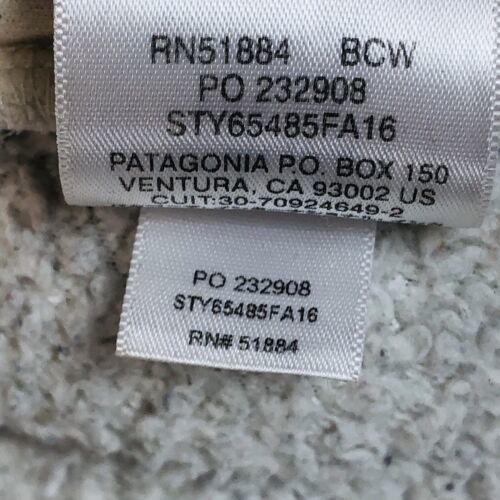 RN51884 BCW
PO 232908
STY65485FA16
PATAGONIA P.O. BOX 150
VENTURA, CA 93002 US
CUIT:30-70924649-2
PO 232908
STY65485FA16
RN# 51884